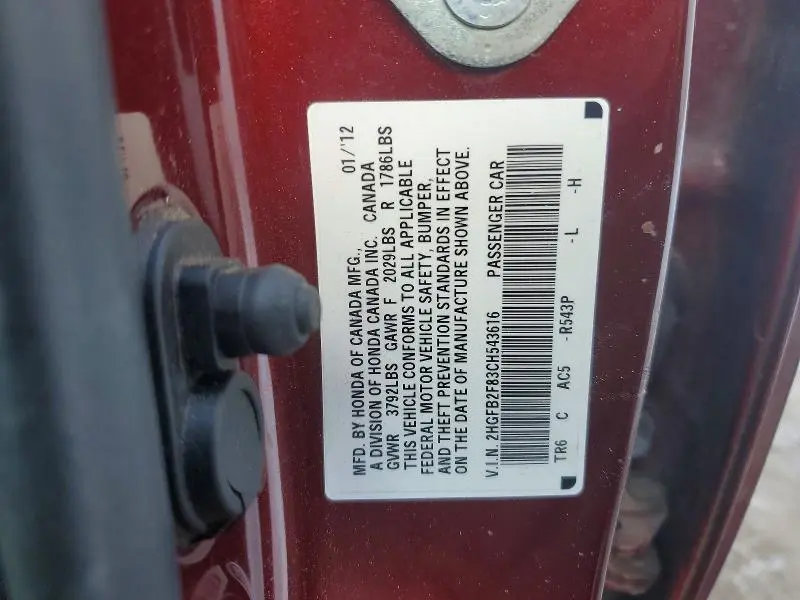 MFD. BY HONDA OF CANADA MFG., 01/'12
A DIVISION OF HONDA CANADA INC. CANADA
GVWR 3792LBS GAWR F 2029LBS R 1786LBS
THIS VEHICLE CONFORMS TO ALL APPLICABLE
FEDERAL MOTOR VEHICLE SAFETY, BUMPER,
AND THEFT PREVENTION STANDARDS IN EFFECT
ON THE DATE OF MANUFACTURE SHOWN ABOVE.
V.I.N. 2HGFB2F83CH543616 PASSENGER CAR
TR6 C AC5 -R543P -L -H